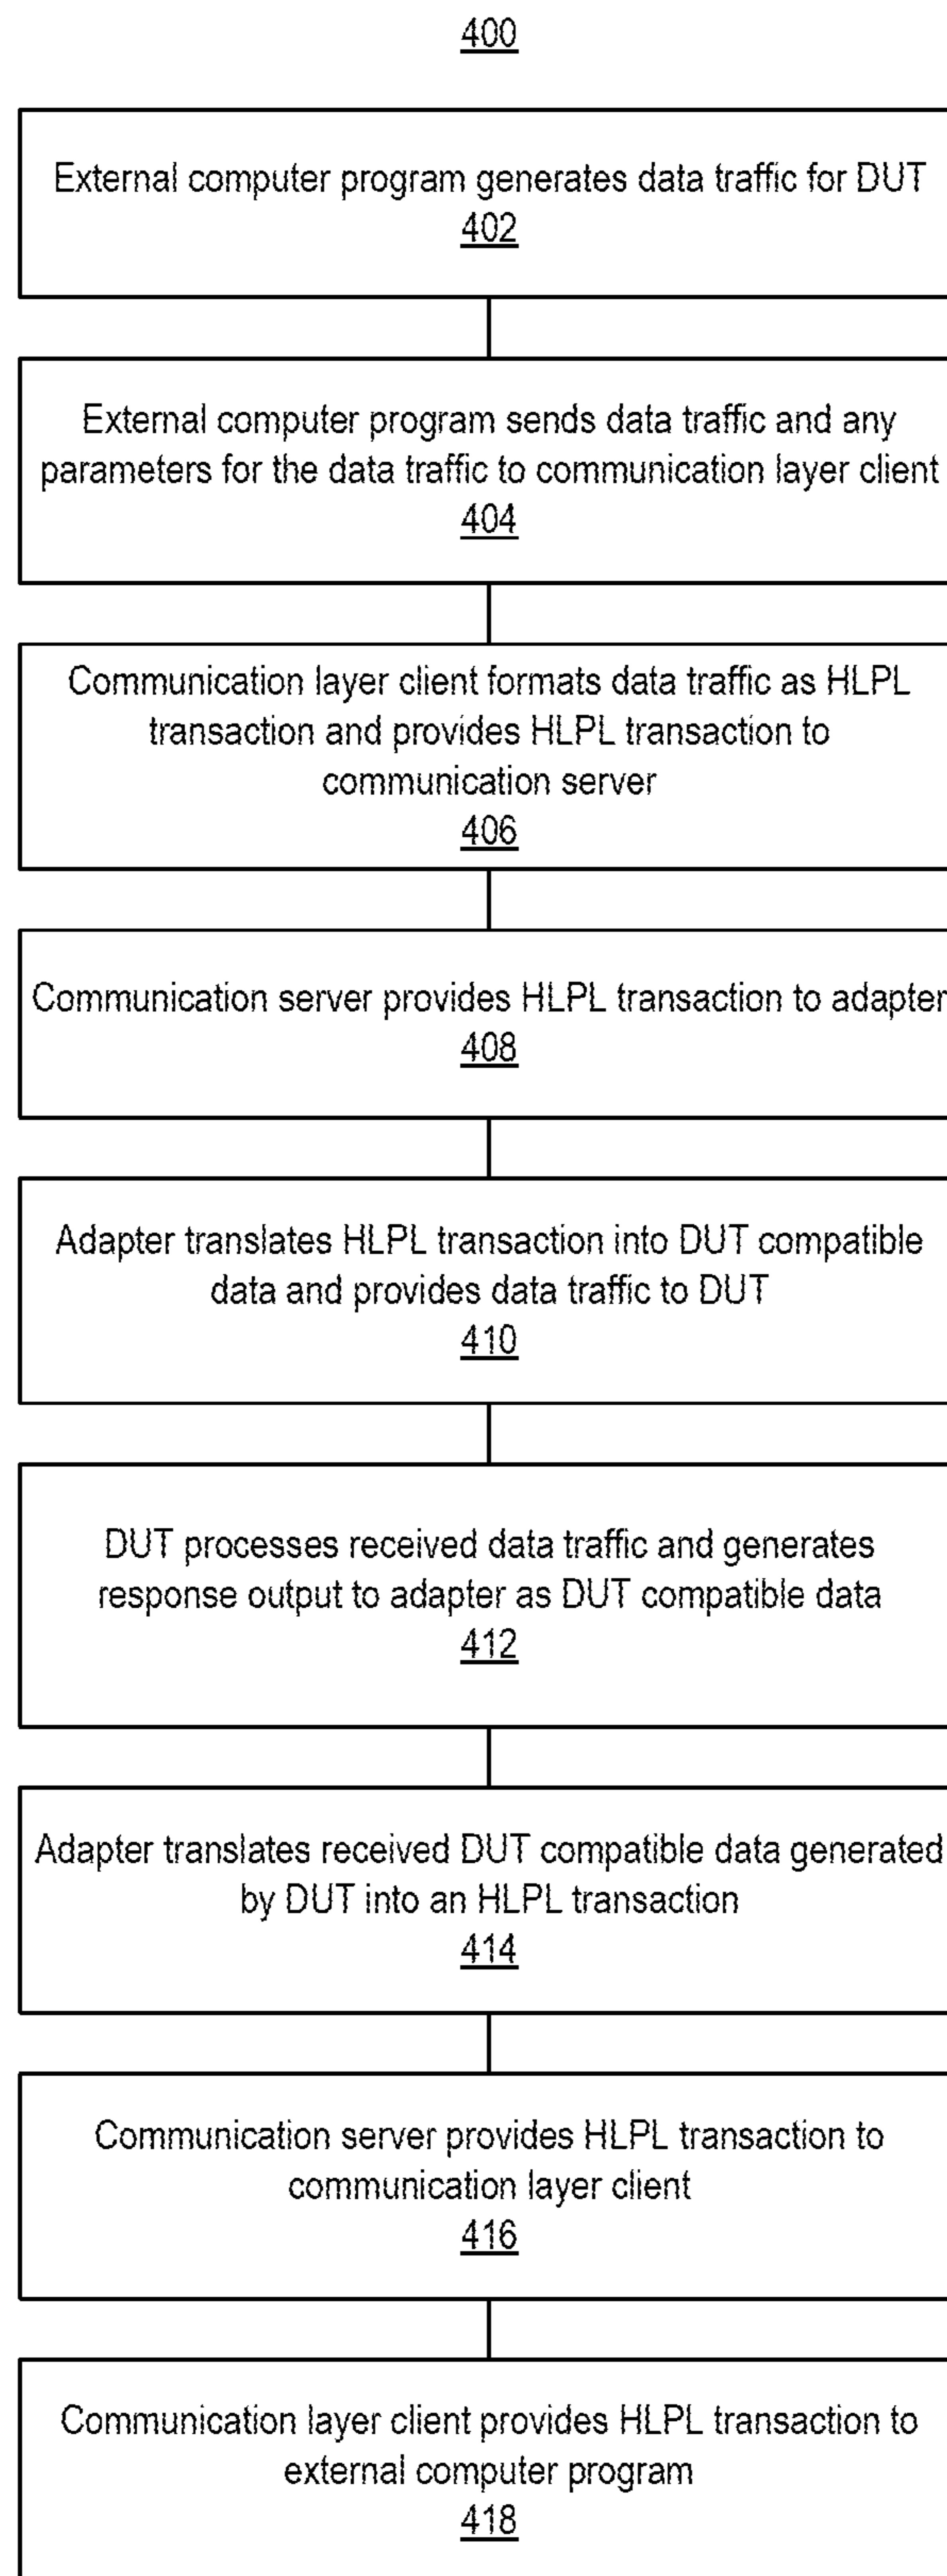 400
External computer program generates data traffic for DUT
402
External computer program sends data traffic and any
parameters for the data traffic to communication layer client
404
Communication layer client formats data traffic as HLPL
transaction and provides HLPL transaction to
communication server
406
Communication server provides HLPL transaction to adapter
408
Adapter translates HLPL transaction into DUT compatible
data and provides data traffic to DUT
410
DUT processes received data traffic and generates
response output to adapter as DUT compatible data
412
Adapter translates received DUT compatible data generated
by DUT into an HLPL transaction
414
Communication server provides HLPL transaction to
communication layer client
416
Communication layer client provides HLPL transaction to
external computer program
418